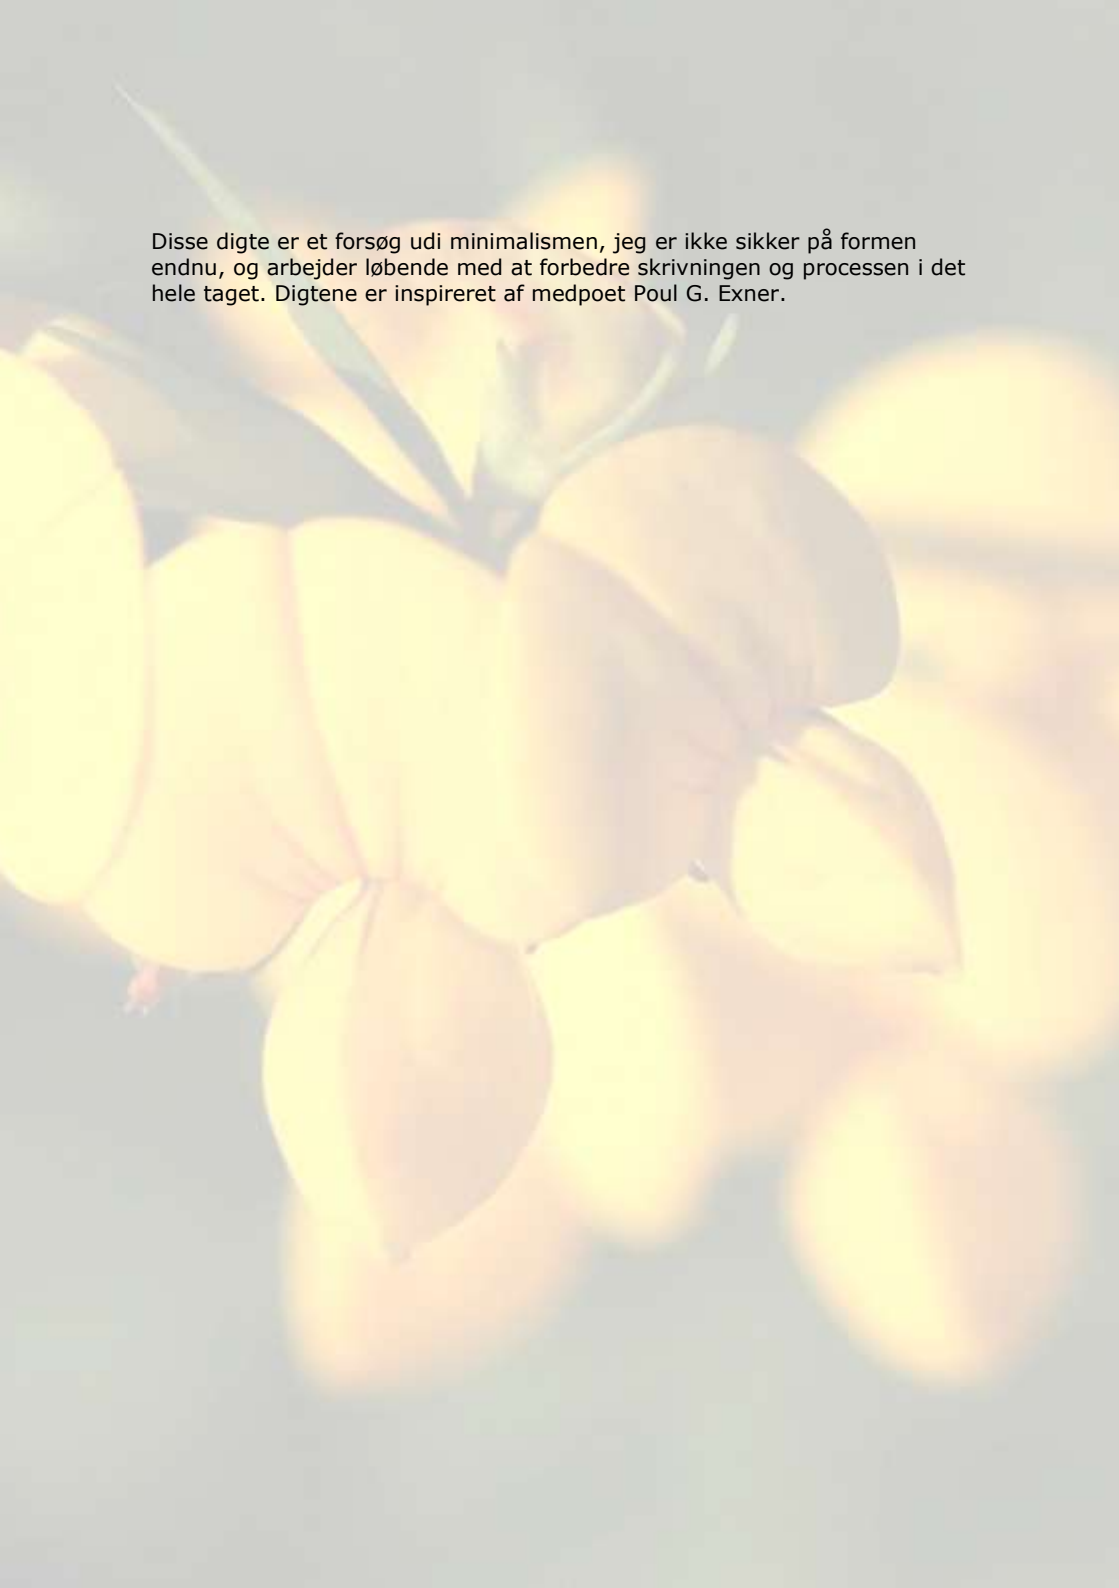 Disse digte er et forsøg udi minimalismen, jeg er ikke sikker på formen
endnu, og arbejder løbende med at forbedre skrivningen og processen i det
hele taget. Digtene er inspireret af medpoet Poul G. Exner.